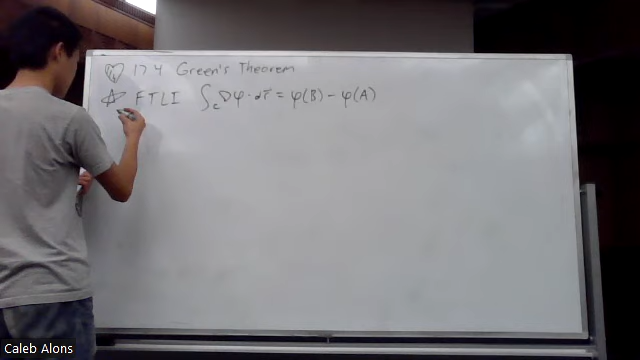 ♡ 17.4 Green's Theorem
☆ FTLI ∫_c ∇φ · dr⃗ = φ(B) - φ(A)
Caleb Alons